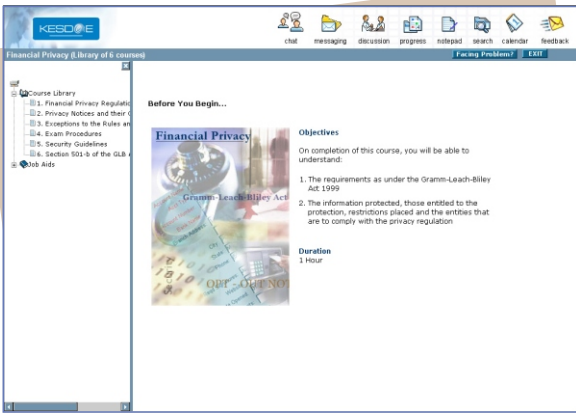 KESDEE
chat messaging discussion progress notepad search calendar feedback
Financial Privacy (Library of 6 courses)
Facing Problem? EXIT
Course Library
1. Financial Privacy Regulatic
2. Privacy Notices and their C
3. Exceptions to the Rules an
4. Exam Procedures
5. Security Guidelines
6. Section 501-b of the GLB
Job Aids
Before You Begin...
Financial Privacy
Gramm-Leach-Bliley Act
OPT - OUT NO
Objectives
On completion of this course, you will be able to
understand:
1. The requirements as under the Gramm-Leach-Bliley
Act 1999
2. The information protected, those entitled to the
protection, restrictions placed and the entities that
are to comply with the privacy regulation
Duration
1 Hour